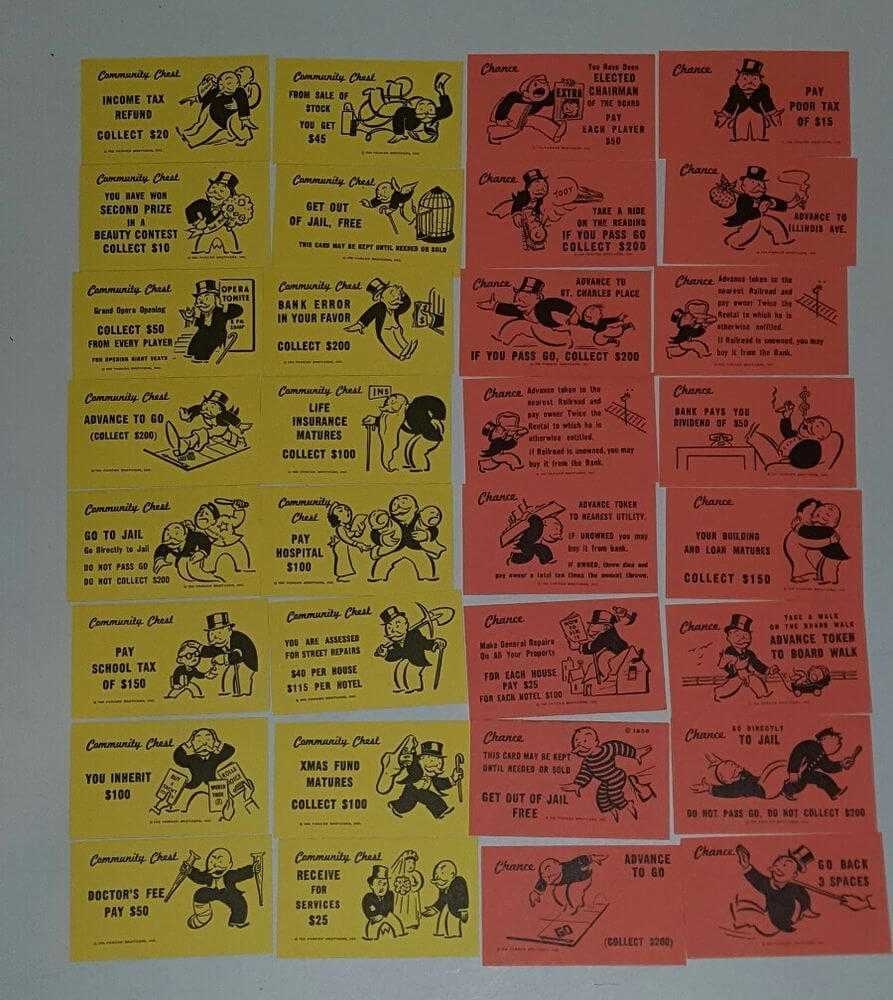 Community Chest
INCOME TAX
REFUND
COLLECT $20
Community Chest
FROM SALE OF
STOCK
YOU GET
$45
Chance
You Have Been
ELECTED
CHAIRMAN
OF THE BOARD
PAY
EACH PLAYER
$50
EXTRA
Chance
PAY
POOR TAX
OF $15
Community Chest
YOU HAVE WON
SECOND PRIZE
IN A
BEAUTY CONTEST
COLLECT $10
Community Chest
GET OUT
OF JAIL, FREE
THIS CARD MAY BE KEPT UNTIL NEEDED OR SOLD
Chance
TOOT
TAKE A RIDE
ON THE READING
IF YOU PASS GO
COLLECT $200
Chance
ADVANCE TO
ILLINOIS AVE.
Community Chest
Grand Opera Opening
COLLECT $50
FROM EVERY PLAYER
FOR OPENING NIGHT SEATS
OPERA
TONITE
Community Chest
BANK ERROR
IN YOUR FAVOR
COLLECT $200
Chance
ADVANCE TO
ST. CHARLES PLACE
IF YOU PASS GO, COLLECT $200
Chance
Advance token to the
nearest Railroad and
pay owner Twice the
Rental to which he is
otherwise entitled.
If Railroad is unowned, you may
buy it from the Bank.
Community Chest
ADVANCE TO GO
(COLLECT $200)
Community Chest
LIFE
INSURANCE
MATURES
COLLECT $100
INS
Chance
Advance token to the
nearest Railroad and
pay owner Twice the
Rental to which he is
otherwise entitled.
If Railroad is unowned, you may
buy it from the Bank.
Chance
BANK PAYS YOU
DIVIDEND OF $50
Community Chest
GO TO JAIL
Go Directly to Jail
DO NOT PASS GO
DO NOT COLLECT $200
Community
Chest
PAY
HOSPITAL
$100
Chance
ADVANCE TOKEN
TO NEAREST UTILITY.
IF UNOWNED you may
buy it from bank.
IF OWNED, throw dice and
pay owner a total ten times the amount thrown.
Chance
YOUR BUILDING
AND LOAN MATURES
COLLECT $150
Community Chest
PAY
SCHOOL TAX
OF $150
Community Chest
YOU ARE ASSESSED
FOR STREET REPAIRS
$40 PER HOUSE
$115 PER HOTEL
Chance
Make General Repairs
On All Your Property
FOR EACH HOUSE
PAY $25
FOR EACH HOTEL $100
Chance
TAKE A WALK
ON THE BOARD WALK
ADVANCE TOKEN
TO BOARD WALK
Community Chest
YOU INHERIT
$100
Community Chest
XMAS FUND
MATURES
COLLECT $100
Chance
THIS CARD MAY BE KEPT
UNTIL NEEDED OR SOLD
GET OUT OF JAIL
FREE
Chance
GO DIRECTLY
TO JAIL
DO NOT PASS GO, DO NOT COLLECT $200
Community Chest
DOCTOR'S FEE
PAY $50
Community Chest
RECEIVE
FOR
SERVICES
$25
Chance
ADVANCE
TO GO
GO
(COLLECT $200)
Chance
GO BACK
3 SPACES